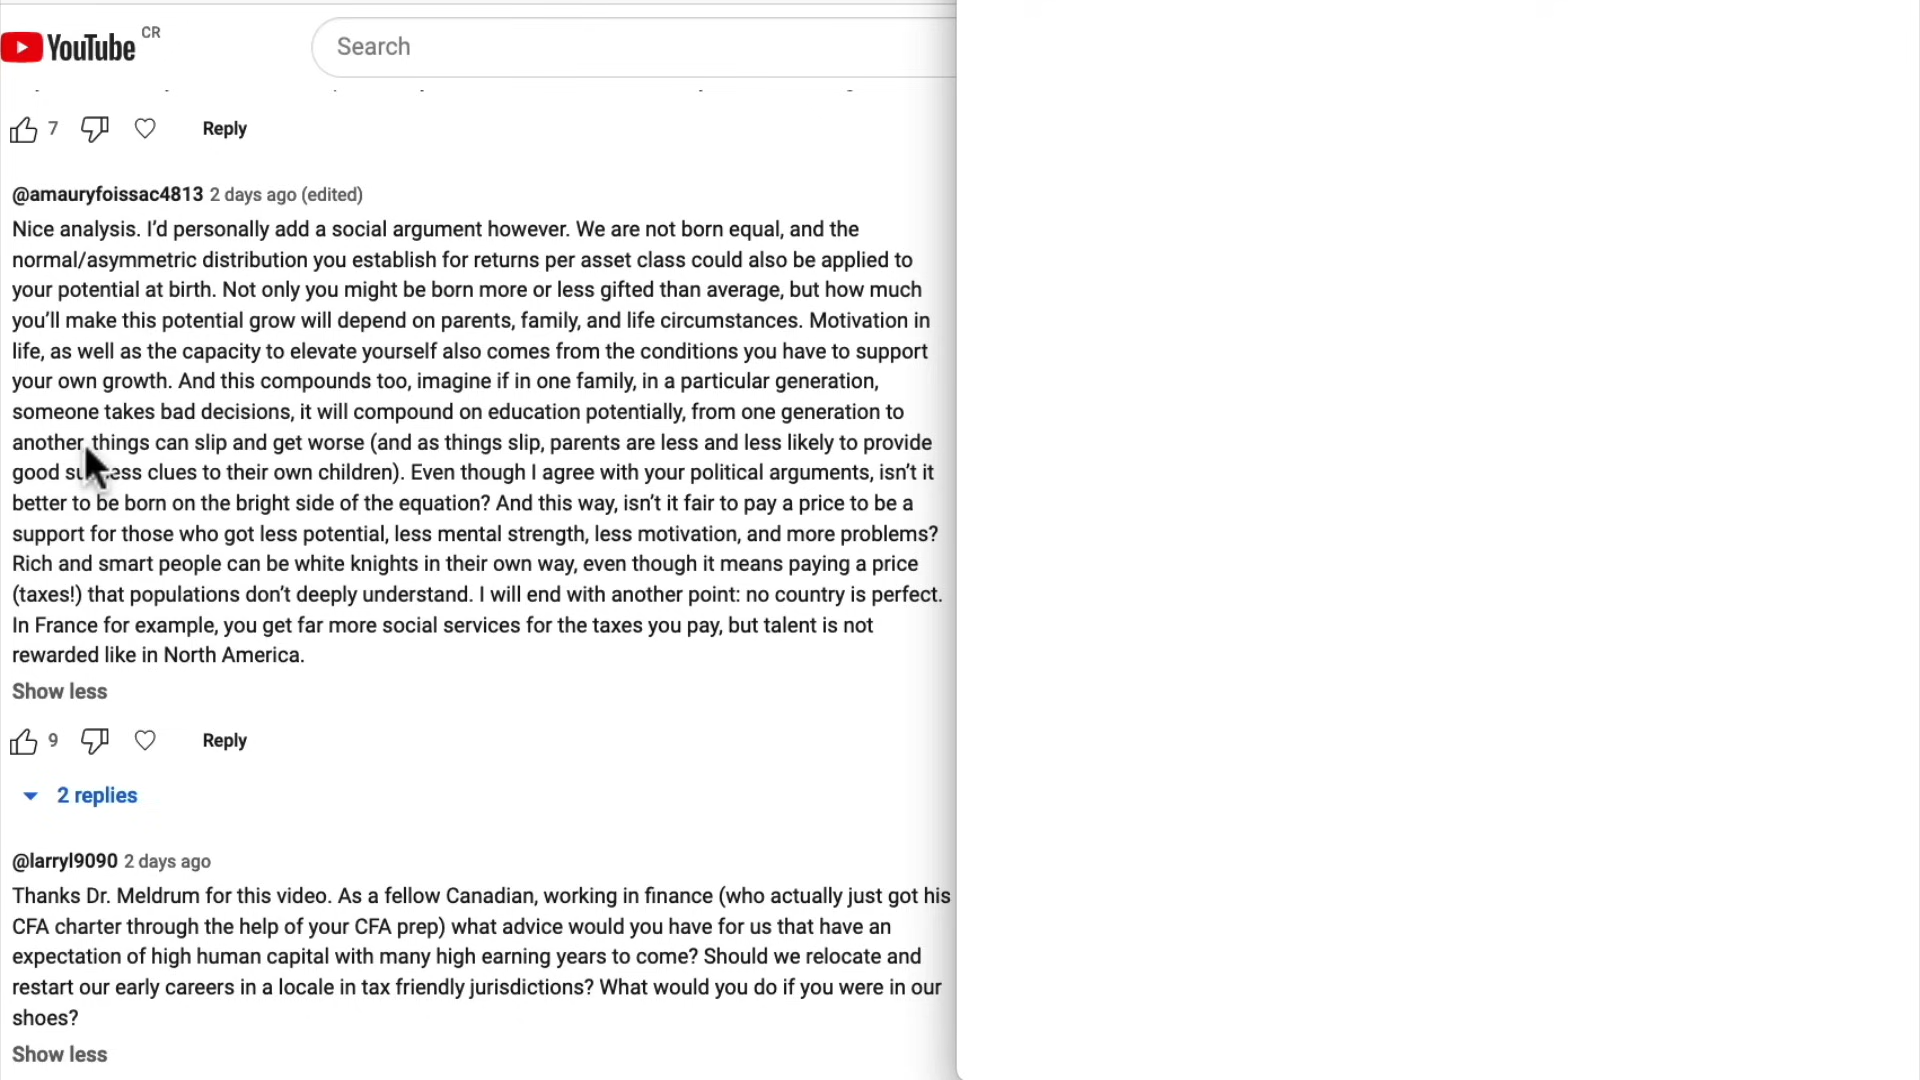 YouTube CR
Search
7 Reply
@amauryfoissac4813 2 days ago (edited)
Nice analysis. I'd personally add a social argument however. We are not born equal, and the
normal/asymmetric distribution you establish for returns per asset class could also be applied to
your potential at birth. Not only you might be born more or less gifted than average, but how much
you'll make this potential grow will depend on parents, family, and life circumstances. Motivation in
life, as well as the capacity to elevate yourself also comes from the conditions you have to support
your own growth. And this compounds too, imagine if in one family, in a particular generation,
someone takes bad decisions, it will compound on education potentially, from one generation to
another things can slip and get worse (and as things slip, parents are less and less likely to provide
good clues to their own children). Even though I agree with your political arguments, isn't it
better to be born on the bright side of the equation? And this way, isn't it fair to pay a price to be a
support for those who got less potential, less mental strength, less motivation, and more problems?
Rich and smart people can be white knights in their own way, even though it means paying a price
(taxes!) that populations don't deeply understand. I will end with another point: no country is perfect.
In France for example, you get far more social services for the taxes you pay, but talent is not
rewarded like in North America.
Show less
9 Reply
2 replies
@larryl9090 2 days ago
Thanks Dr. Meldrum for this video. As a fellow Canadian, working in finance (who actually just got his
CFA charter through the help of your CFA prep) what advice would you have for us that have an
expectation of high human capital with many high earning years to come? Should we relocate and
restart our early careers in a locale in tax friendly jurisdictions? What would you do if you were in our
shoes?
Show less